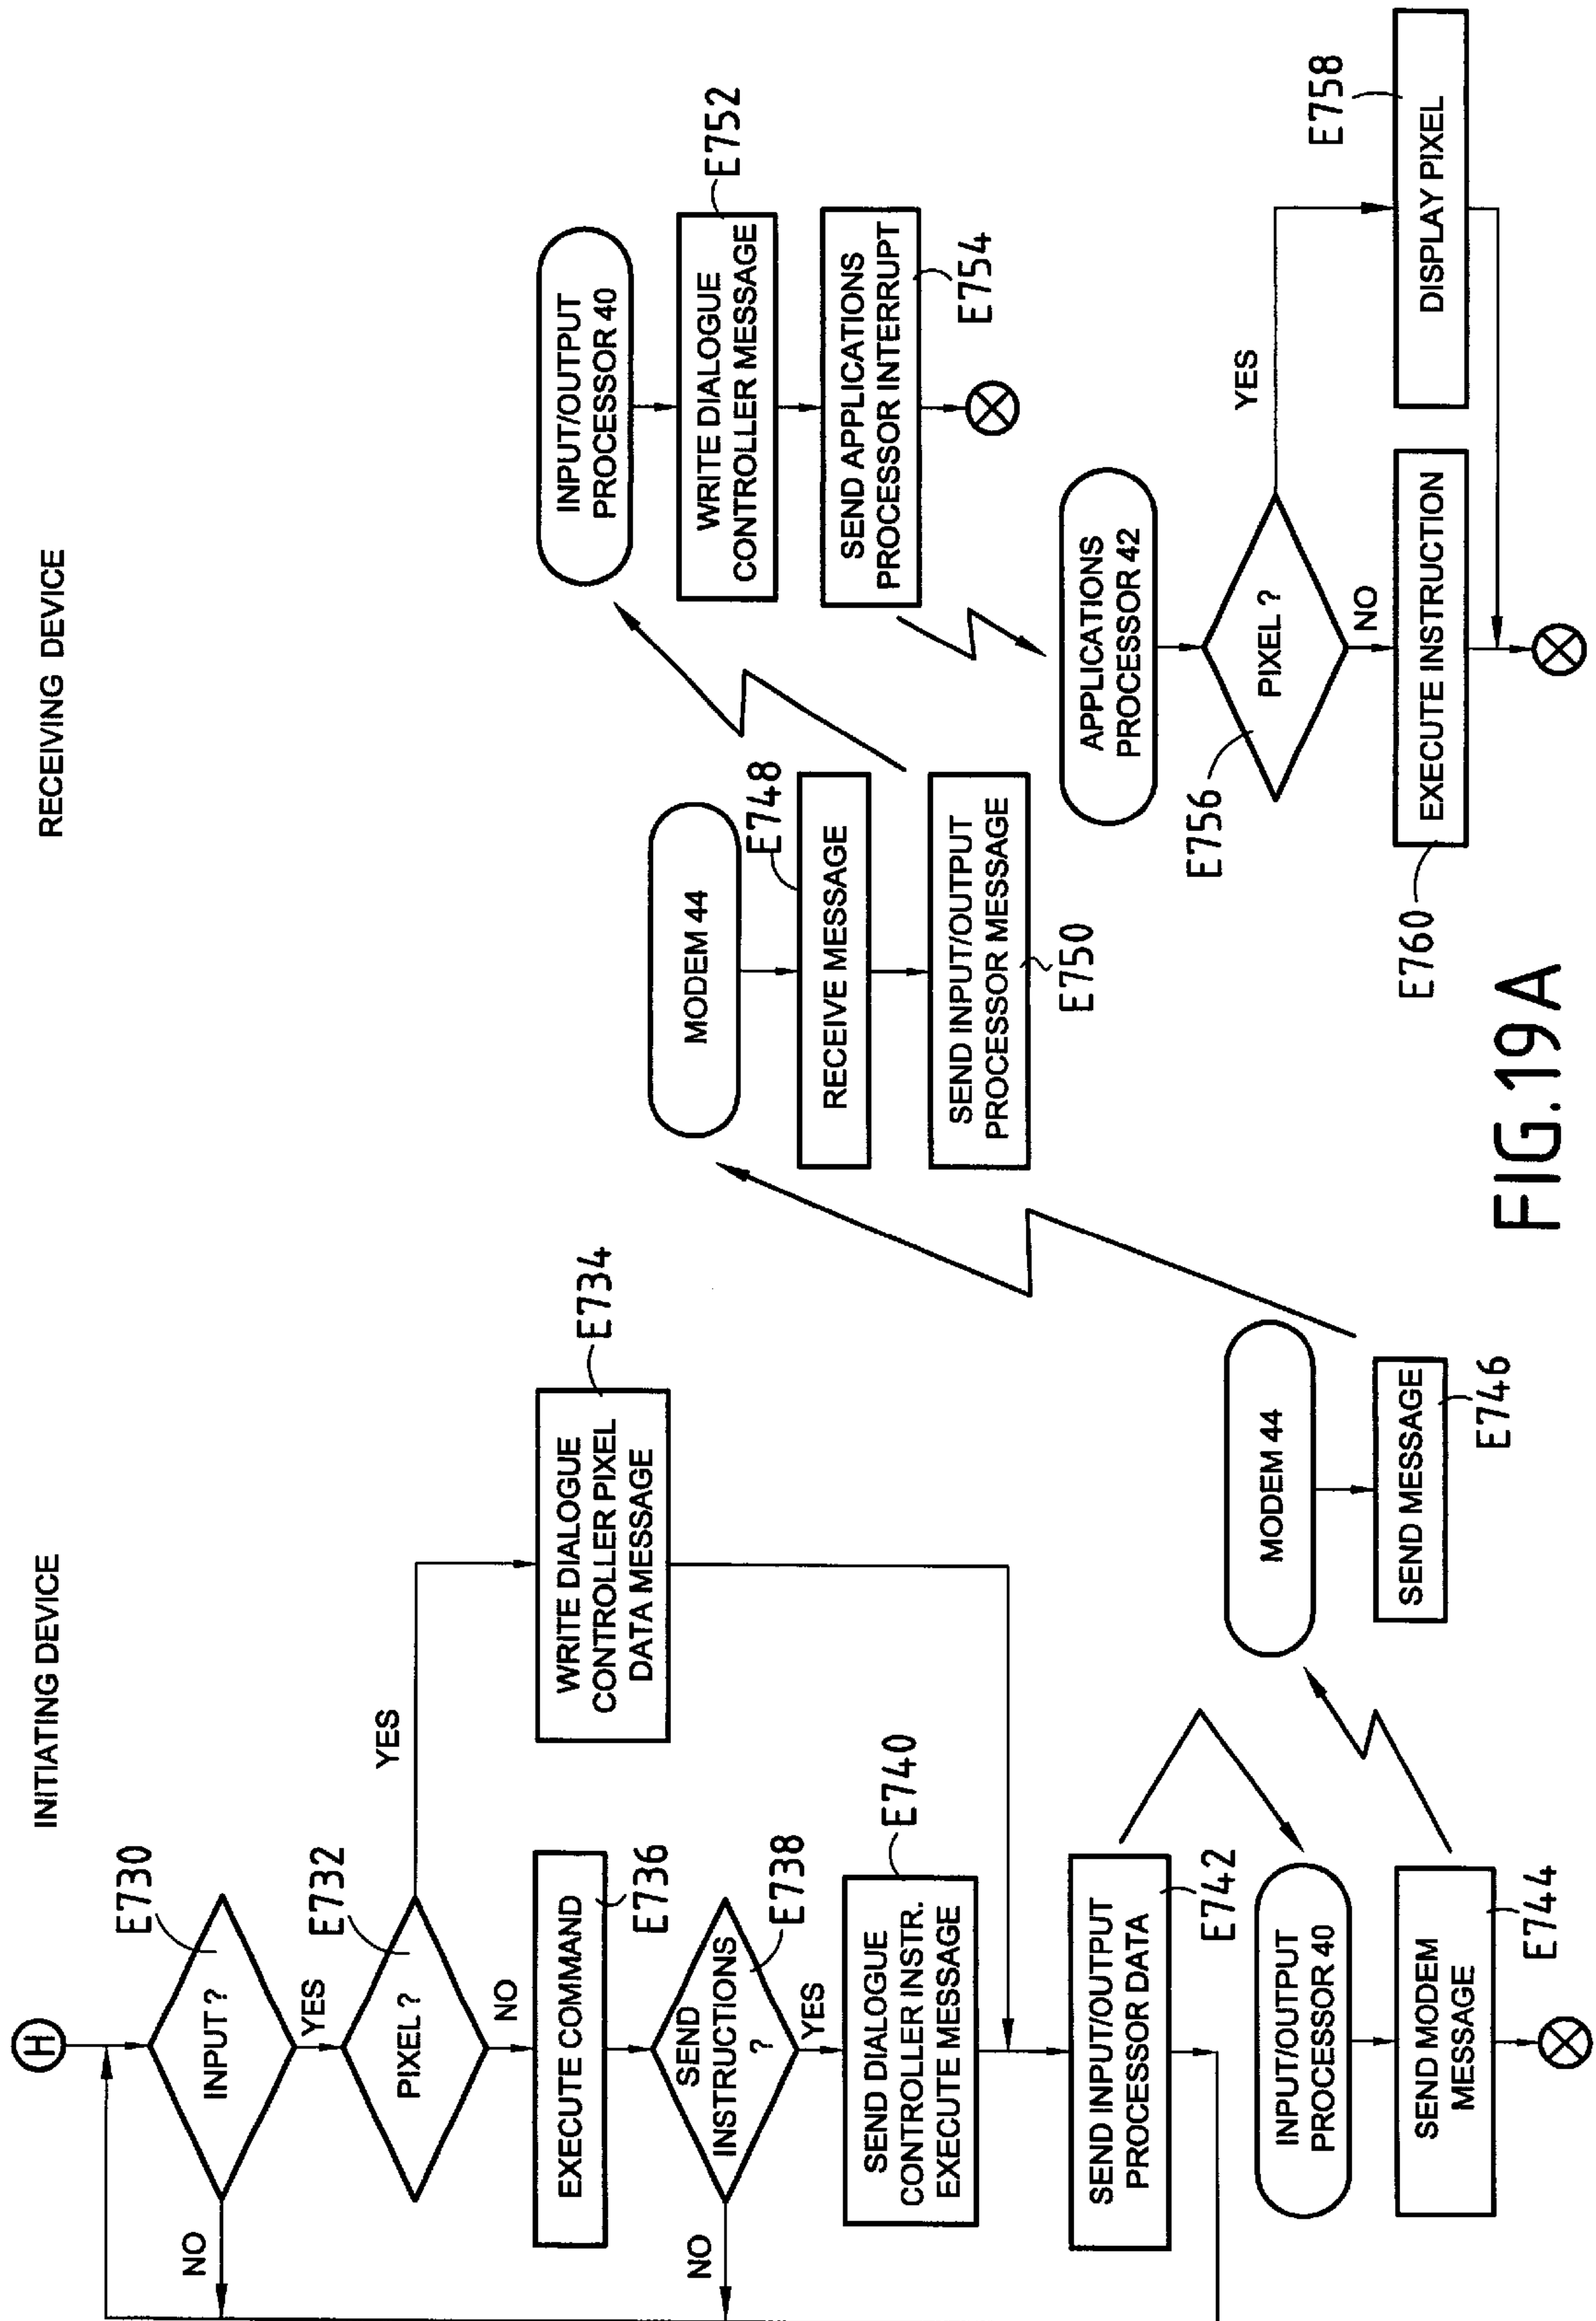 INITIATING DEVICE
H
E730
INPUT ?
NO
YES
E732
PIXEL ?
YES
NO
WRITE DIALOGUE
CONTROLLER PIXEL
DATA MESSAGE
E734
EXECUTE COMMAND
E736
SEND
INSTRUCTIONS
?
E738
NO
YES
SEND DIALOGUE
CONTROLLER INSTR.
EXECUTE MESSAGE
E740
SEND INPUT/OUTPUT
PROCESSOR DATA
E742
INPUT/OUTPUT
PROCESSOR 40
SEND MODEM
MESSAGE
E744
MODEM 44
SEND MESSAGE
E746
RECEIVING DEVICE
MODEM 44
E748
RECEIVE MESSAGE
SEND INPUT/OUTPUT
PROCESSOR MESSAGE
E750
INPUT/OUTPUT
PROCESSOR 40
E752
WRITE DIALOGUE
CONTROLLER MESSAGE
SEND APPLICATIONS
PROCESSOR INTERRUPT
E754
APPLICATIONS
PROCESSOR 42
E756
PIXEL ?
YES
NO
E758
DISPLAY PIXEL
EXECUTE INSTRUCTION
E760
FIG.19A